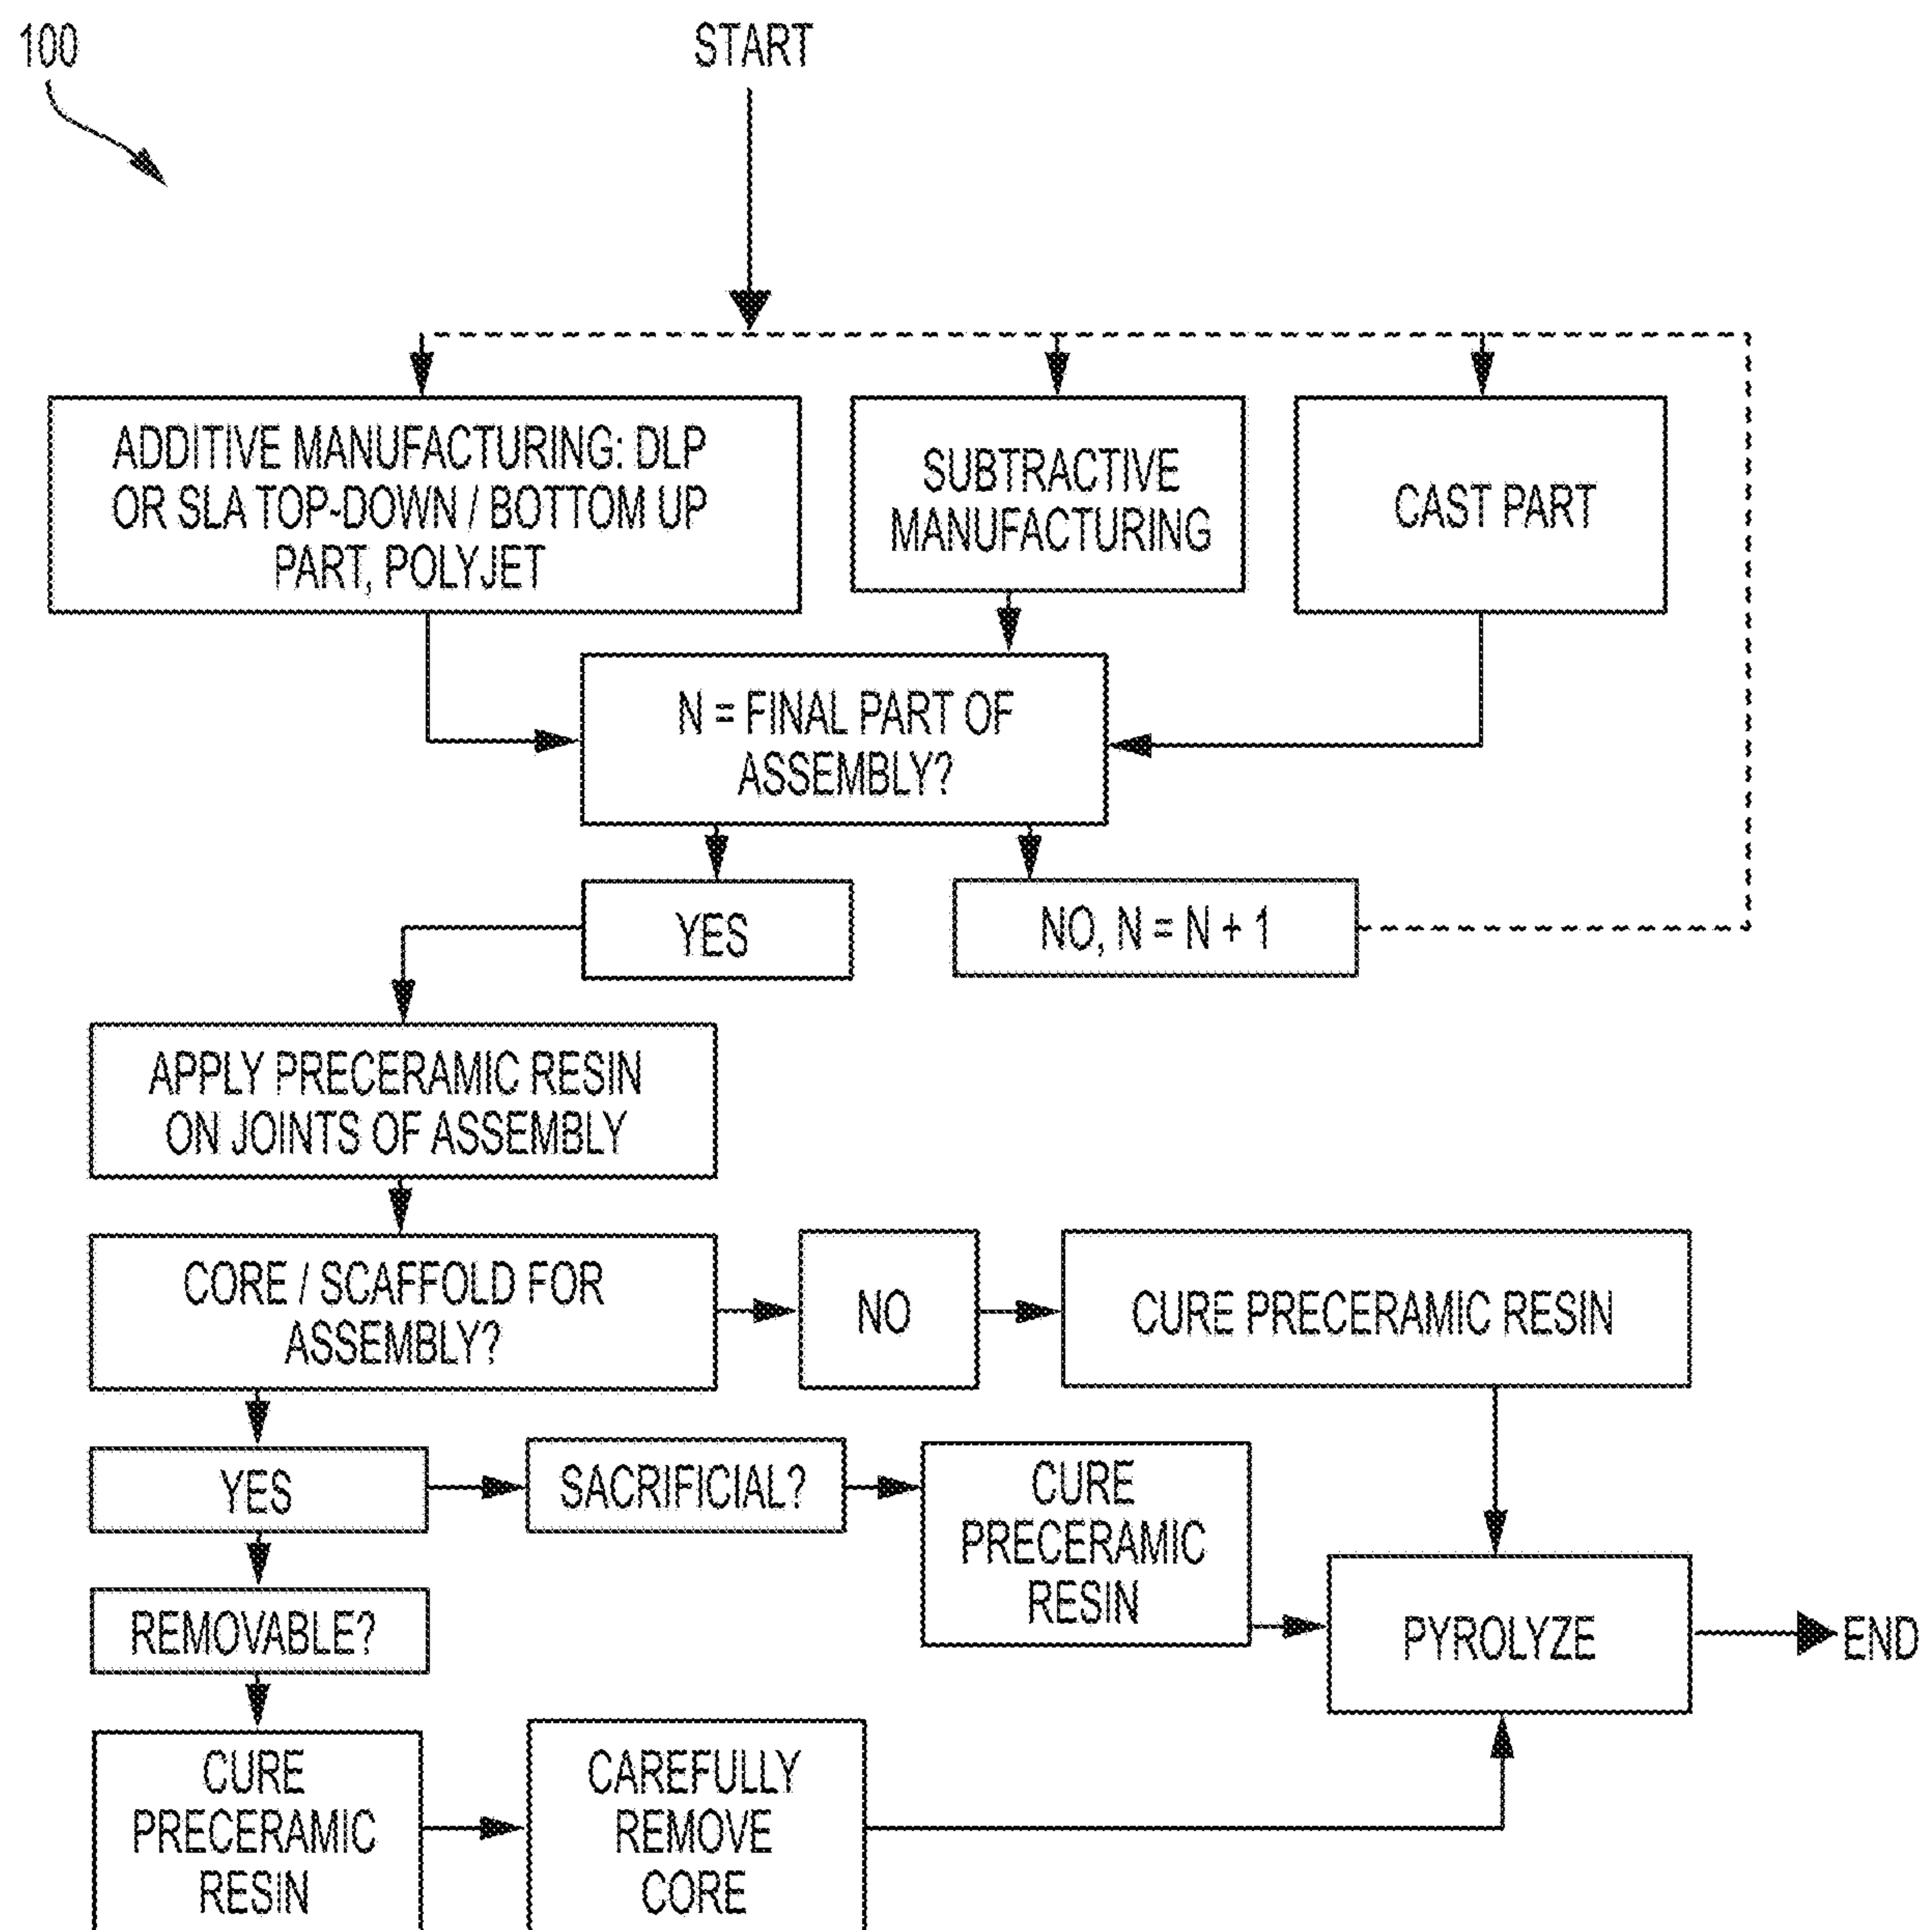 100
START
ADDITIVE MANUFACTURING: DLP
OR SLA TOP-DOWN / BOTTOM UP
PART, POLYJET
SUBTRACTIVE
MANUFACTURING
CAST PART
N = FINAL PART OF
ASSEMBLY?
YES
NO, N = N + 1
APPLY PRECERAMIC RESIN
ON JOINTS OF ASSEMBLY
CORE / SCAFFOLD FOR
ASSEMBLY?
NO
CURE PRECERAMIC RESIN
YES
SACRIFICIAL?
CURE
PRECERAMIC
RESIN
REMOVABLE?
PYROLYZE
END
CURE
PRECERAMIC
RESIN
CAREFULLY
REMOVE
CORE